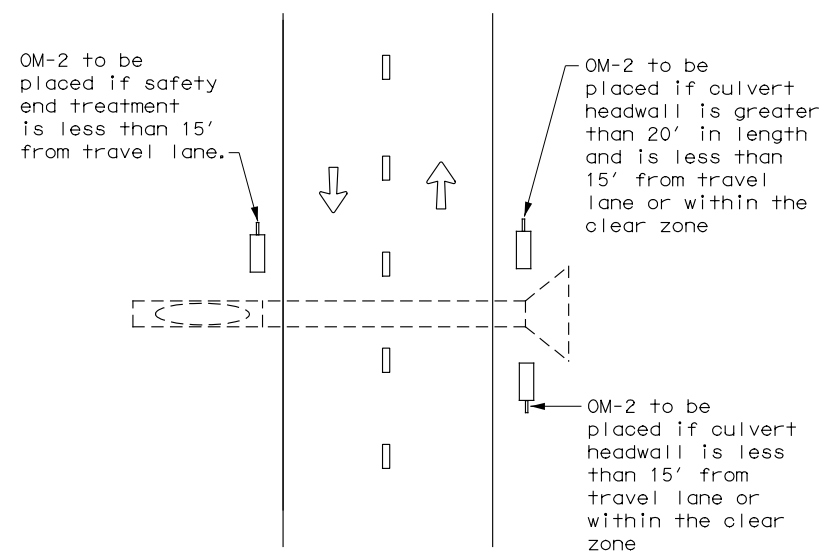 OM-2 to be
placed if safety
end treatment
is less than 15'
from travel lane.
OM-2 to be
placed if culvert
headwall is greater
than 20' in length
and is less than
15' from travel
lane or within the
clear zone
OM-2 to be
placed if culvert
headwall is less
than 15' from
travel lane or
within the clear
zone